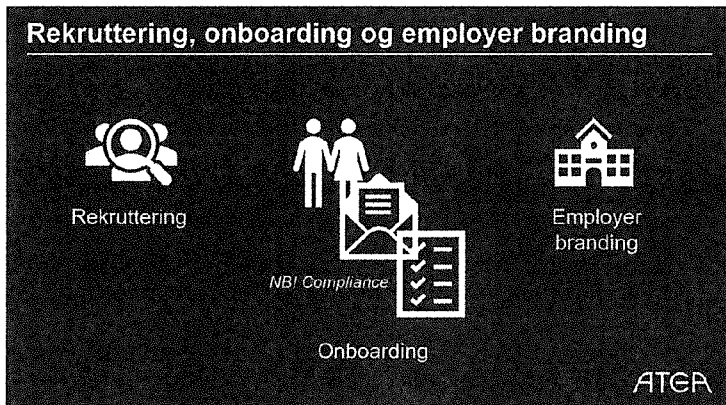 Rekruttering, onboarding og employer branding
Rekruttering
NB! Compliance
Onboarding
Employer
branding
ATEA